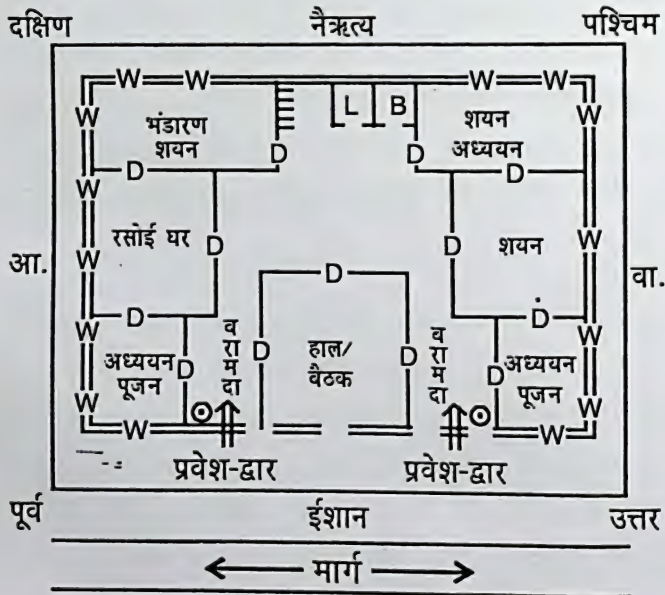 दक्षिण नैऋत्य पश्चिम
W W W W
W W
L B
भंडारण
शयन
शयन
अध्ययन
D D
W D D W
रसोई घर
D D
शयन
W W
आ. वा.
W D
D D
व
रा
म
दा
हाल/
बैठक
व
रा
म
दा
D D
अध्ययन
पूजन
D D
अध्ययन
पूजन
W W
W W
प्रवेश-द्वार प्रवेश-द्वार
पूर्व ईशान उत्तर
मार्ग